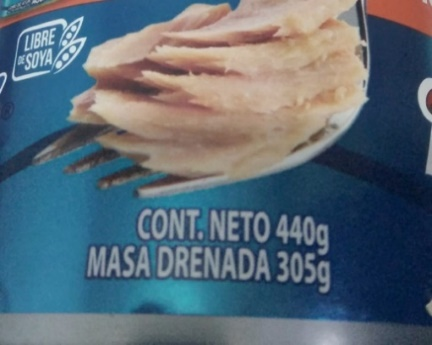 LIBRE
DE SOYA
CONT. NETO 440g
MASA DRENADA 305g